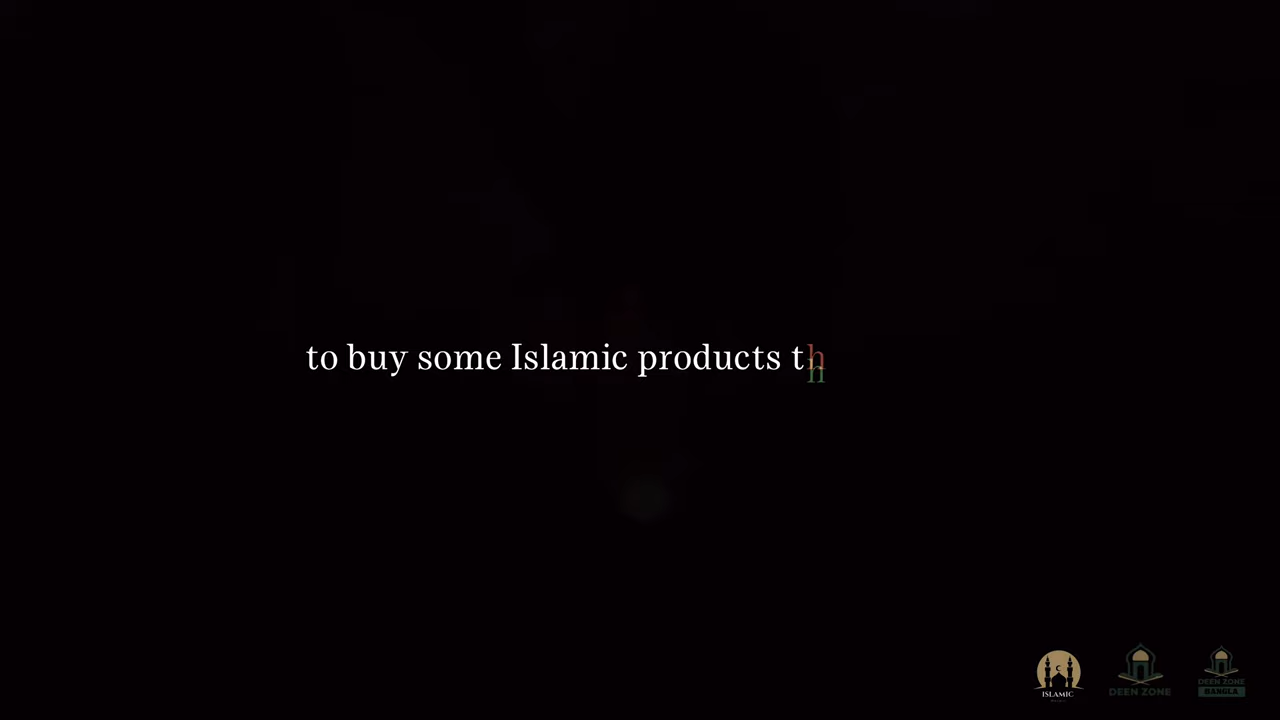 to buy some Islamic products th
ISLAMIC
DEEN ZONE
DEEN ZONE
BANGLA